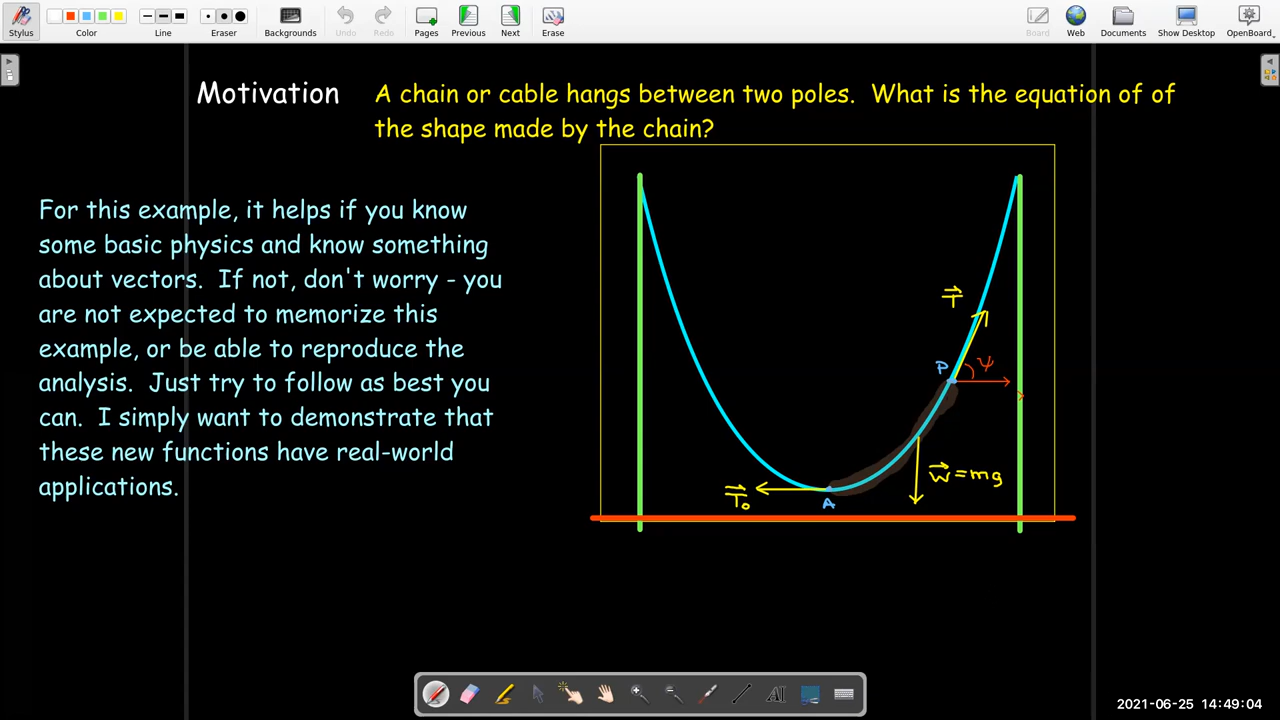 Stylus
Color
Line
Eraser
Backgrounds
Undo
Redo
Pages
Previous
Next
Erase
Board
Web
Documents
Show Desktop
OpenBoard
Motivation
A chain or cable hangs between two poles. What is the equation of of
the shape made by the chain?
For this example, it helps if you know
some basic physics and know something
about vectors. If not, don't worry - you
are not expected to memorize this
example, or be able to reproduce the
analysis. Just try to follow as best you
can. I simply want to demonstrate that
these new functions have real-world
applications.
T⃗
P
ψ
W⃗ = mg
T⃗₀
A
AI
2021-06-25 14:49:04